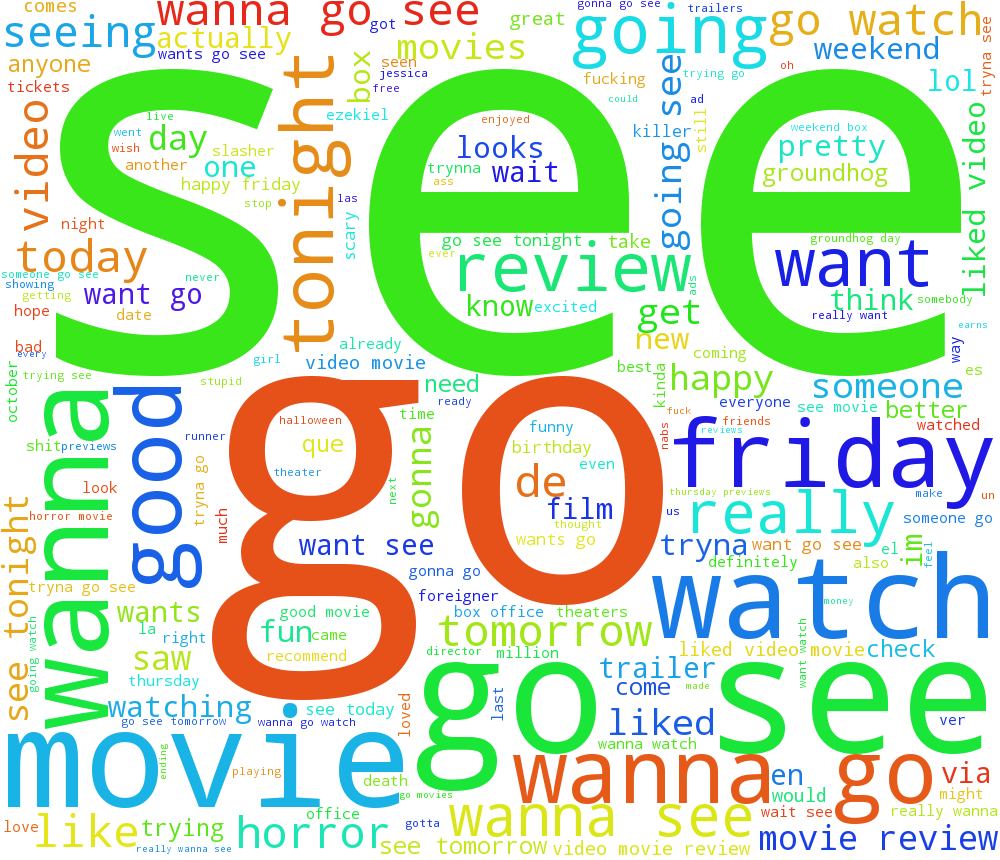 comes
wanna go see
got
great
gonna go see
trailers
seeing
actually
going
go watch
tryna see
anyone
wants go see
movies
weekend
tickets
seen
jessica
free
fucking
trying go
oh
lol
video
tonight
box
ezekiel
could
ad
going see
live
went
day
wish
slasher
another
one
happy friday
stop
enjoyed
looks
trynna
wait
ass
las
killer
still
weekend box
pretty
groundhog
liked video
see
night
today
scary
go see tonight
take
ever
review
want
groundhog day
someone go see
showing
getting
never
want go
hope
date
know
excited
ads
get
think
somebody
really want
earns
bad
every
girl
already
video movie
new
coming
way
trying see
stupid
need
best
kinda
happy
someone
es
october
wanna
good
go
ready
everyone
see movie
better
halloween
que
time
funny
birthday
fuck
friends
reviews
watched
shit
previews
runner
theater
even
nabs
friday
look
tryna go
much
gonna
next
de
film
thought
thursday previews
make
un
horror movie
want see
wants go
us
really
someone go
see tonight
tryna
want go see
im
el
feel
definitely
also
tryna go see
gonna go
foreigner
watch
money
wants
good movie
box office
theaters
la
right
fun
came
tomorrow
going watch
saw
recommend
director
million
liked video movie
check
want watch
thursday
trailer
come
made
watching
see today
loved
go see
last
go see tomorrow
wanna go watch
liked
ver
wanna watch
movie
ending
playing
death
go movies
wanna go
en
via
would
might
office
love
like
trying
horror
gotta
wanna see
wait see
really wanna
really wanna see
see tomorrow
video movie review
movie review